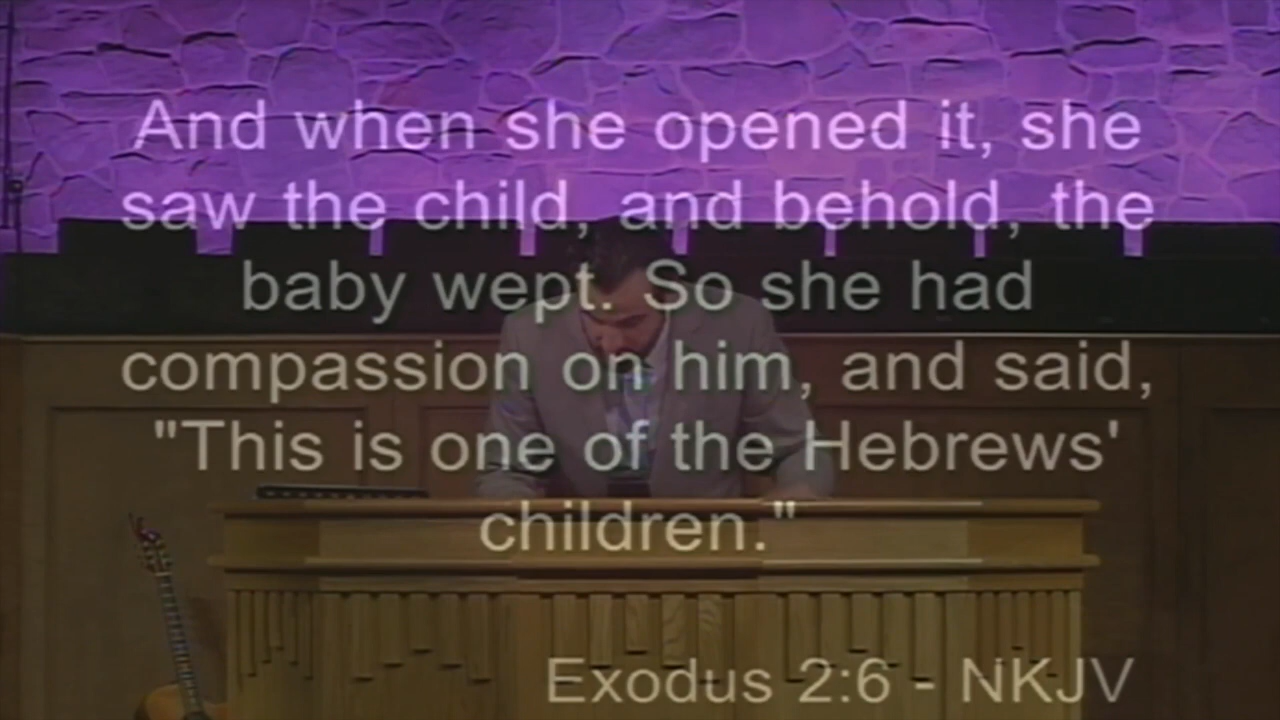 And when she opened it, she
saw the child, and behold, the
baby wept. So she had
compassion on him, and said,
"This is one of the Hebrews'
children."
Exodus 2:6 - NKJV